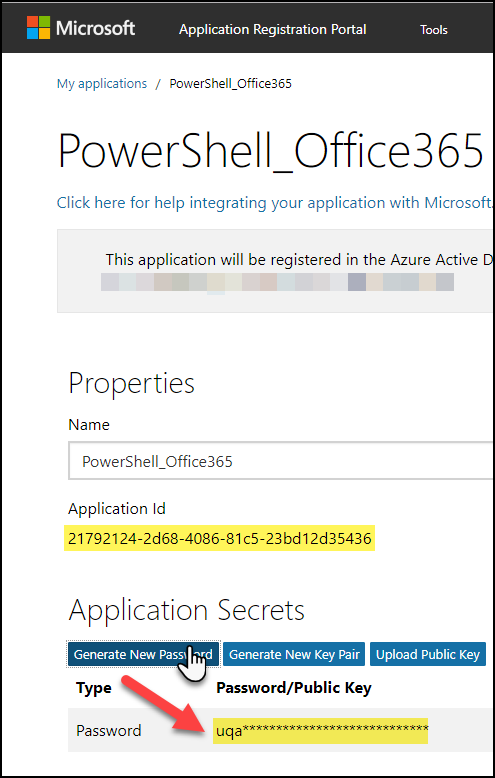 Microsoft Application Registration Portal Tools
My applications / PowerShell_Office365
PowerShell_Office365
Click here for help integrating your application with Microsoft.
This application will be registered in the Azure Active D
Properties
Name
PowerShell_Office365
Application Id
21792124-2d68-4086-81c5-23bd12d35436
Application Secrets
Generate New Password Generate New Key Pair Upload Public Key
Type Password/Public Key
Password uqa****************************